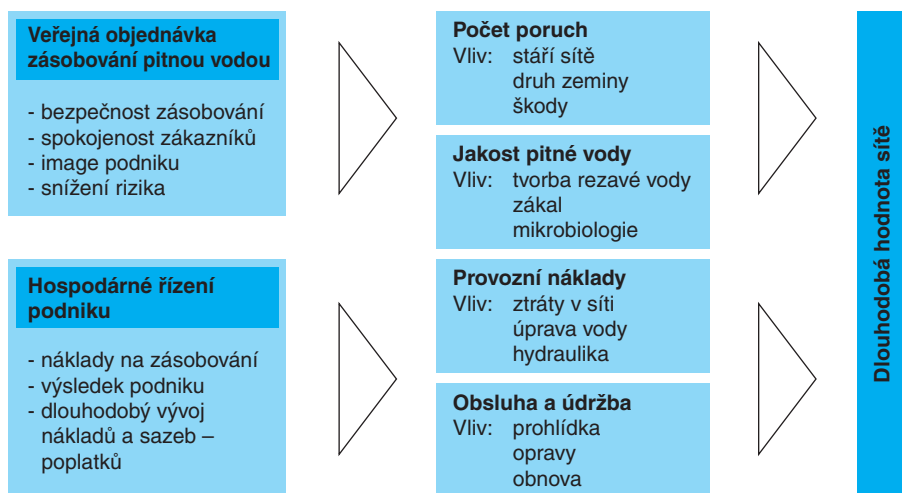 Veřejná objednávka
zásobování pitnou vodou
- bezpečnost zásobování
- spokojenost zákazníků
- image podniku
- snížení rizika
Hospodárné řízení
podniku
- náklady na zásobování
- výsledek podniku
- dlouhodobý vývoj
nákladů a sazeb –
poplatků
Počet poruch
Vliv: stáří sítě
druh zeminy
škody
Jakost pitné vody
Vliv: tvorba rezavé vody
zákal
mikrobiologie
Provozní náklady
Vliv: ztráty v síti
úprava vody
hydraulika
Obsluha a údržba
Vliv: prohlídka
opravy
obnova
Dlouhodobá hodnota sítě